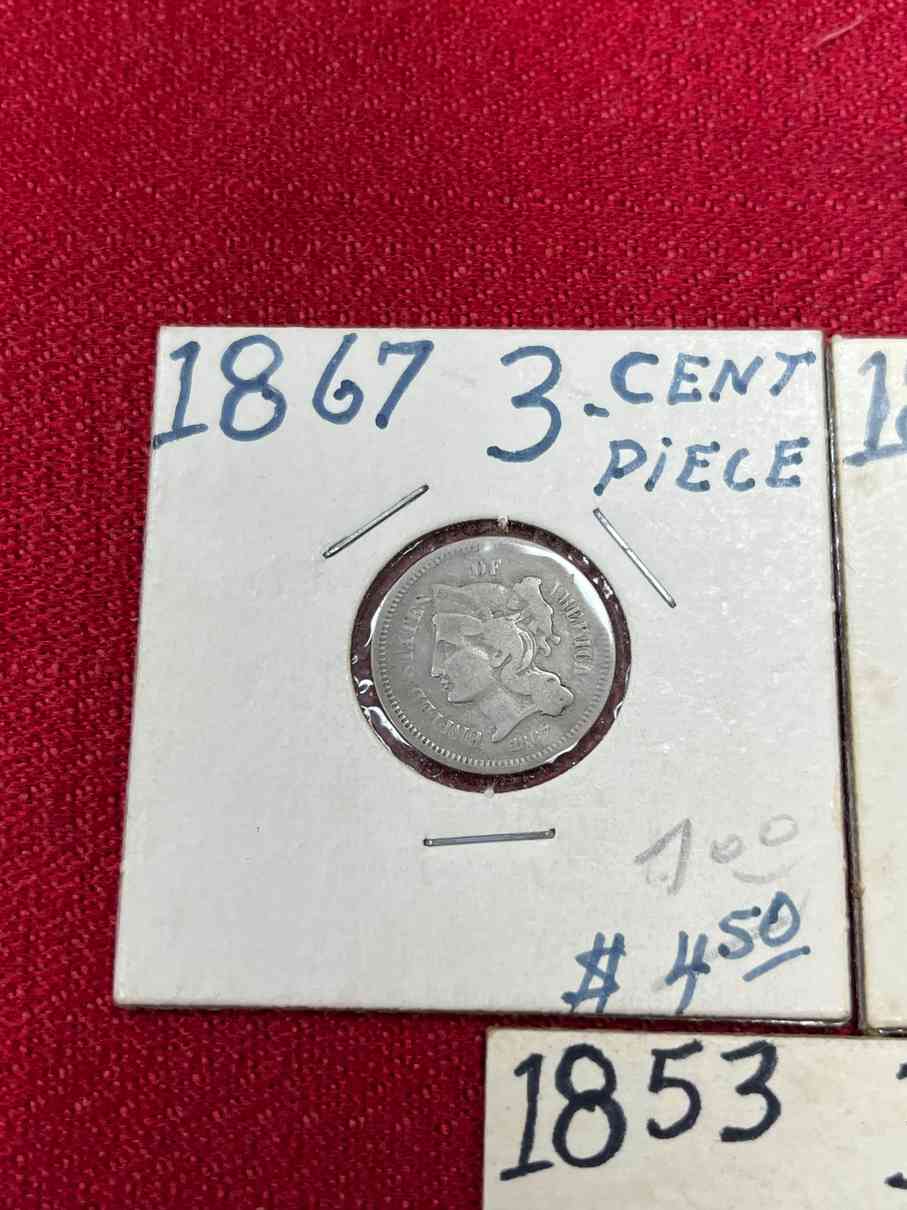 1867 3-CENT
PIECE
UNITED STATES OF AMERICA
1867
1.00
$ 4.50
1853